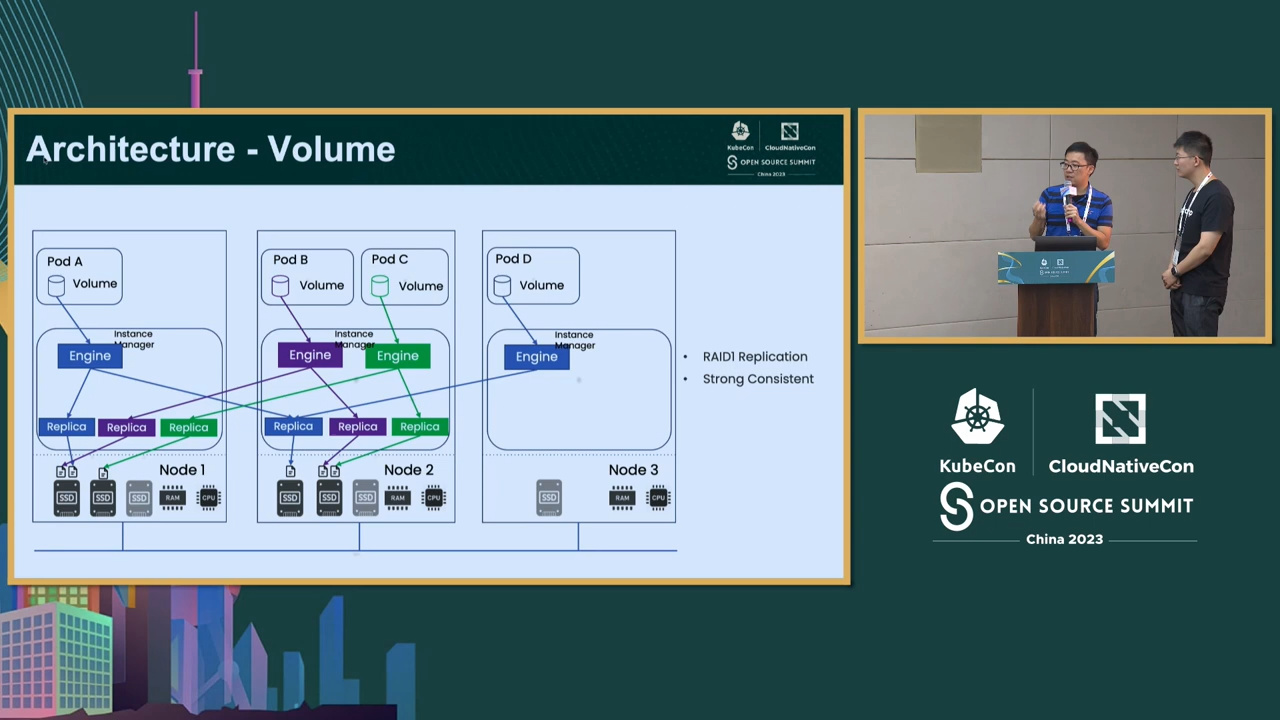 Architecture - Volume
KubeCon
CloudNativeCon
OPEN SOURCE SUMMIT
China 2023
Pod A
Volume
Pod B
Volume
Pod C
Volume
Pod D
Volume
Instance
Manager
Engine
Instance
Manager
Engine
Engine
Instance
Manager
Engine
Replica
Replica
Replica
Replica
Replica
Replica
Node 1
Node 2
Node 3
SSD
SSD
SSD
RAM
CPU
SSD
SSD
SSD
RAM
CPU
SSD
RAM
CPU
• RAID1 Replication
• Strong Consistent
KubeCon
CloudNativeCon
OPEN SOURCE SUMMIT
China 2023